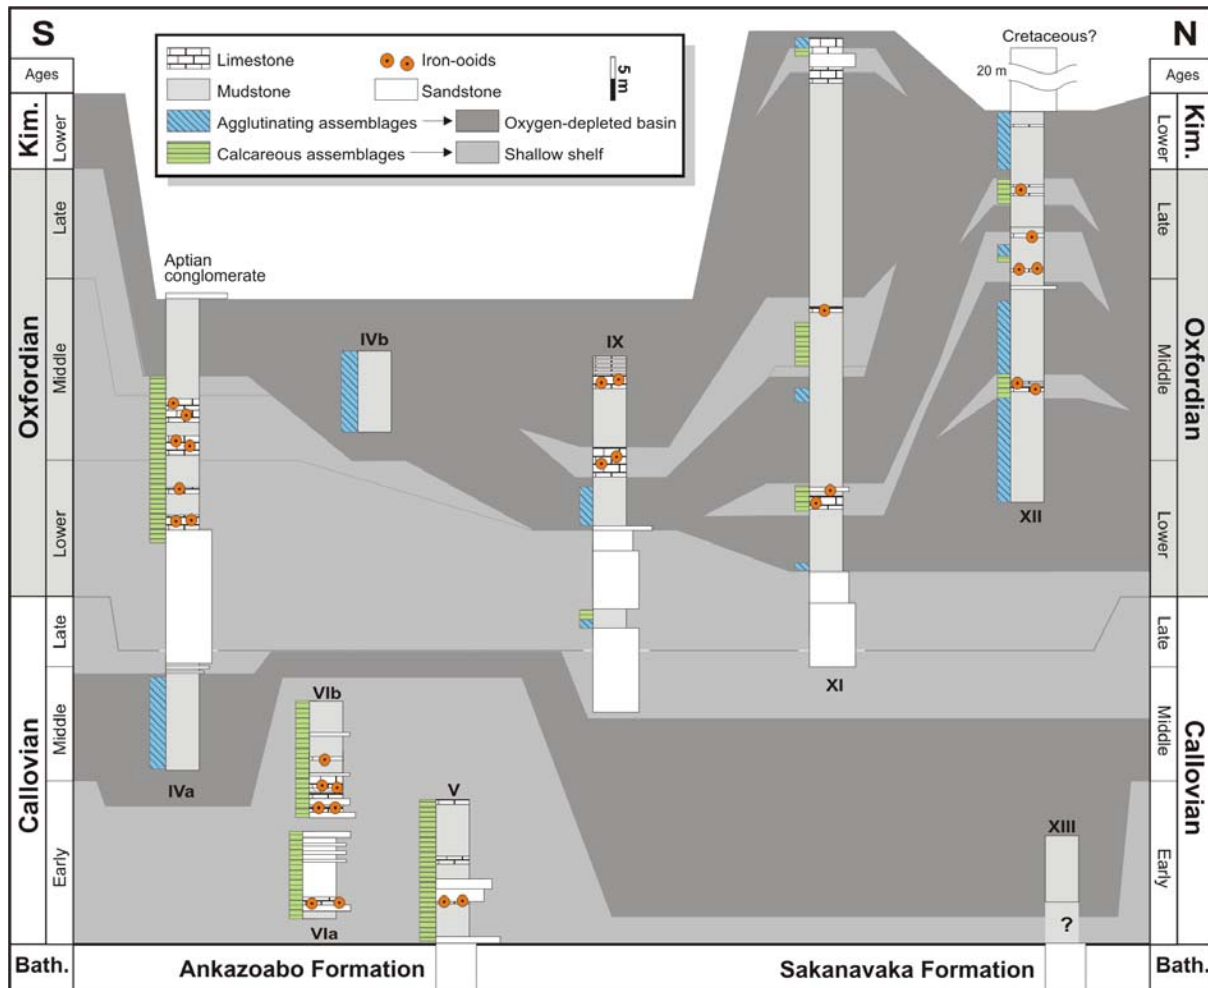 S
N
Cretaceous?
20 m
Ages
Ages
Limestone
Iron-ooids
5 m
Mudstone
Sandstone
Agglutinating assemblages
Oxygen-depleted basin
Calcareous assemblages
Shallow shelf
Kim.
Lower
Lower
Kim.
Oxfordian
Late
Middle
Lower
Late
Middle
Lower
Oxfordian
Aptian
conglomerate
IVb
IX
XII
Callovian
Late
Middle
Early
Late
Middle
Early
Callovian
XI
VIb
IVa
V
XIII
VIa
?
Bath.
Ankazoabo Formation
Sakanavaka Formation
Bath.